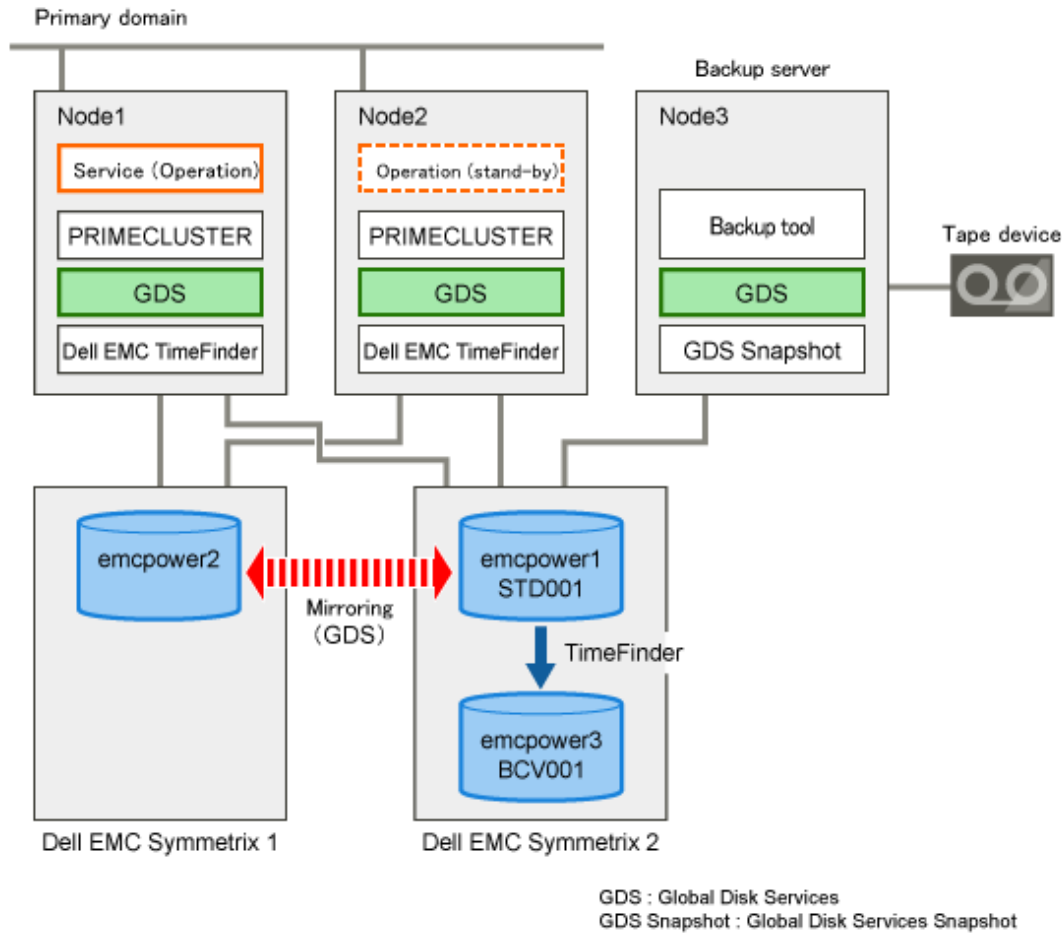 Primary domain
Backup server
Node1
Node2
Node3
Service (Operation)
Operation (stand-by)
PRIMECLUSTER
PRIMECLUSTER
Backup tool
Tape device
GDS
GDS
GDS
Dell EMC TimeFinder
Dell EMC TimeFinder
GDS Snapshot
emcpower2
emcpower1
STD001
Mirroring
(GDS)
TimeFinder
emcpower3
BCV001
Dell EMC Symmetrix 1
Dell EMC Symmetrix 2
GDS : Global Disk Services
GDS Snapshot : Global Disk Services Snapshot